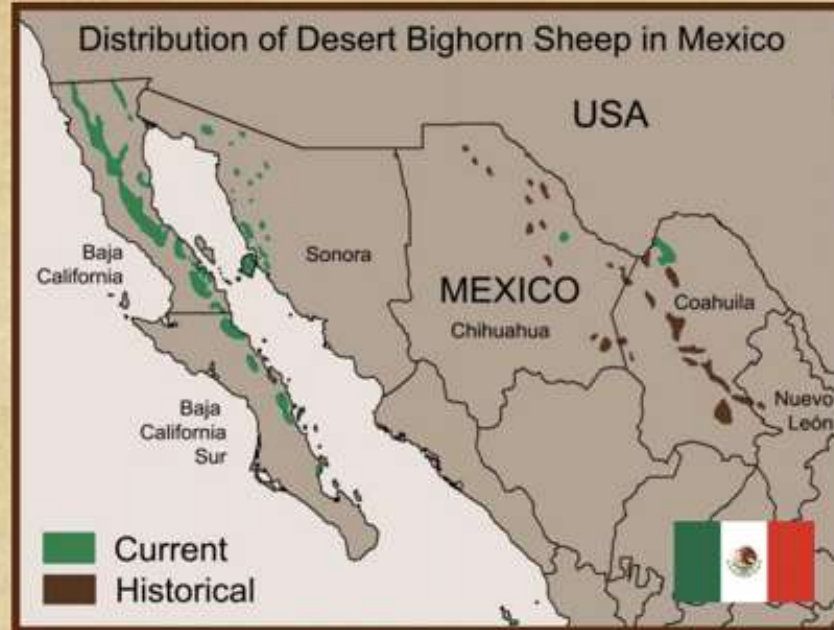 Distribution of Desert Bighorn Sheep in Mexico
USA
Baja
California
Sonora
MEXICO
Chihuahua
Coahuila
Nuevo
León
Baja
California
Sur
Current
Historical